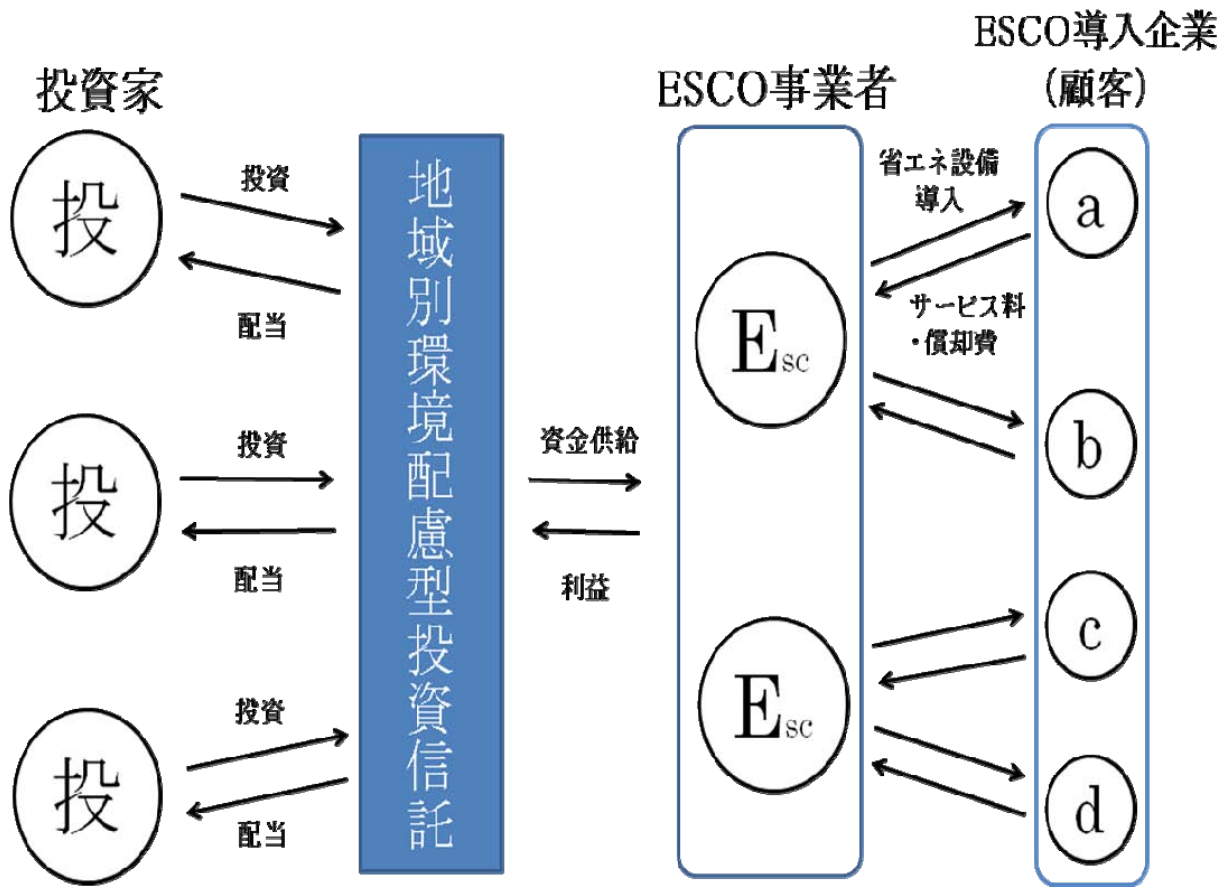 投資家
ESCO事業者
ESCO導入企業
(顧客)
投
投資
配当
投
投資
配当
投
投資
配当
地域別環境配慮型投資信託
資金供給
利益
Esc
Esc
省エネ設備
導入
サービス料
・償却費
a
b
c
d